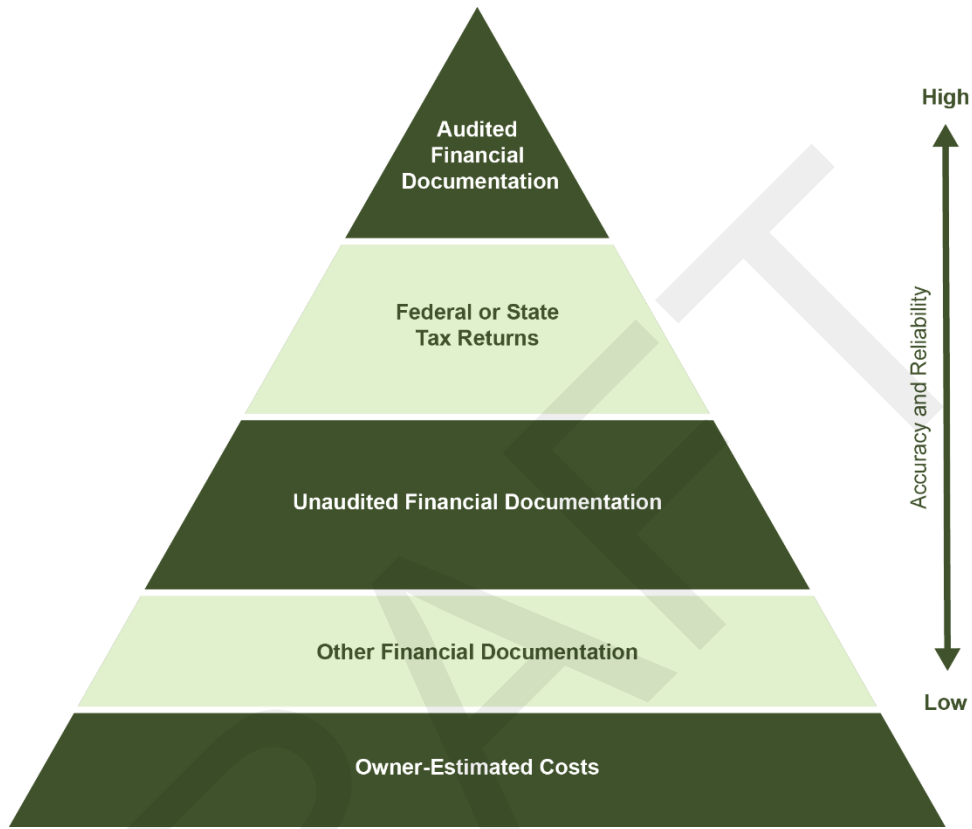 High
Audited
Financial
Documentation
Federal or State
Tax Returns
Accuracy and Reliability
Unaudited Financial Documentation
Other Financial Documentation
Low
Owner-Estimated Costs
DRAFT